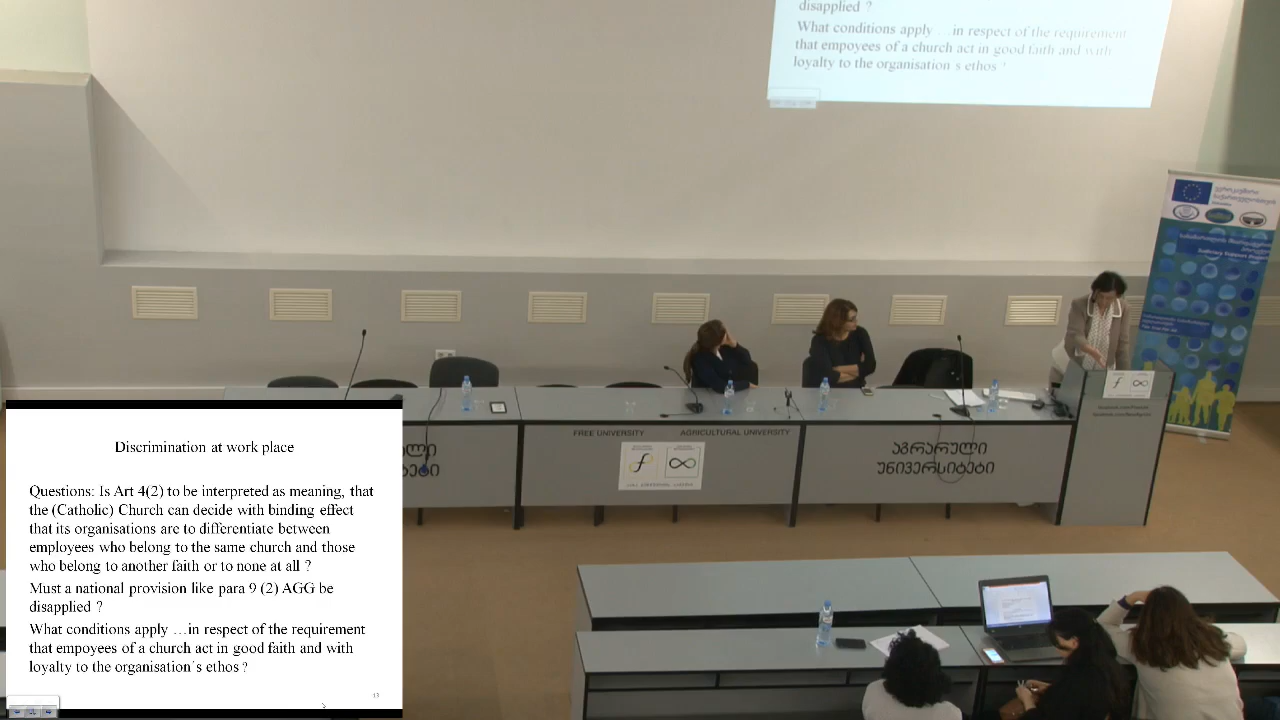 disapplied ?
What conditions apply …in respect of the requirement
that empoyees of a church act in good faith and with
loyalty to the organisation s ethos ?
FREE UNIVERSITY
AGRICULTURAL UNIVERSITY
აგრარული
უნივერსიტეტი
Discrimination at work place
Questions: Is Art 4(2) to be interpreted as meaning, that
the (Catholic) Church can decide with binding effect
that its organisations are to differentiate between
employees who belong to the same church and those
who belong to another faith or to none at all ?
Must a national provision like para 9 (2) AGG be
disapplied ?
What conditions apply …in respect of the requirement
that empoyees of a church act in good faith and with
loyalty to the organisation´s ethos ?
13